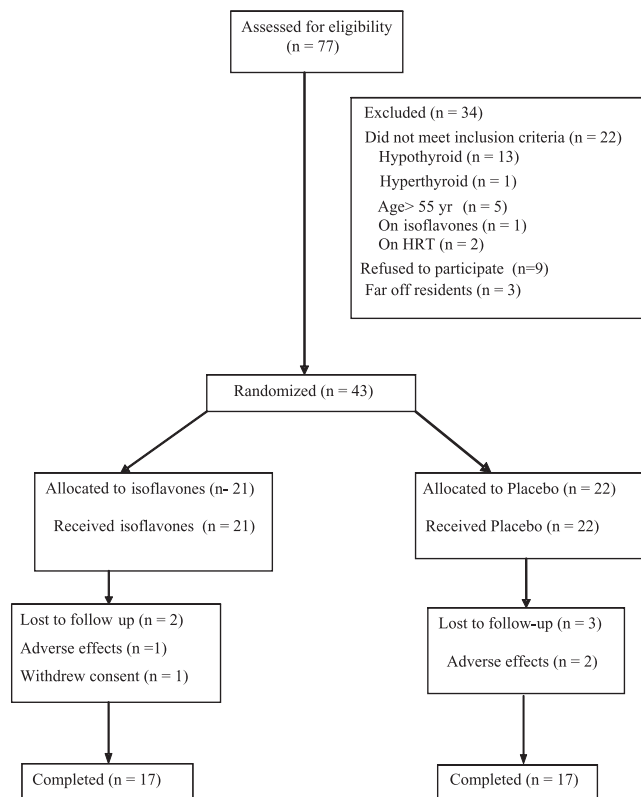 Assessed for eligibility
(n = 77)
Excluded (n = 34)
Did not meet inclusion criteria (n = 22)
Hypothyroid (n = 13)
Hyperthyroid (n = 1)
Age> 55 yr (n = 5)
On isoflavones (n = 1)
On HRT (n = 2)
Refused to participate (n=9)
Far off residents (n = 3)
Randomized (n = 43)
Allocated to isoflavones (n- 21)
Received isoflavones (n = 21)
Allocated to Placebo (n = 22)
Received Placebo (n = 22)
Lost to follow up (n = 2)
Adverse effects (n =1)
Withdrew consent (n = 1)
Lost to follow-up (n = 3)
Adverse effects (n = 2)
Completed (n = 17)
Completed (n = 17)